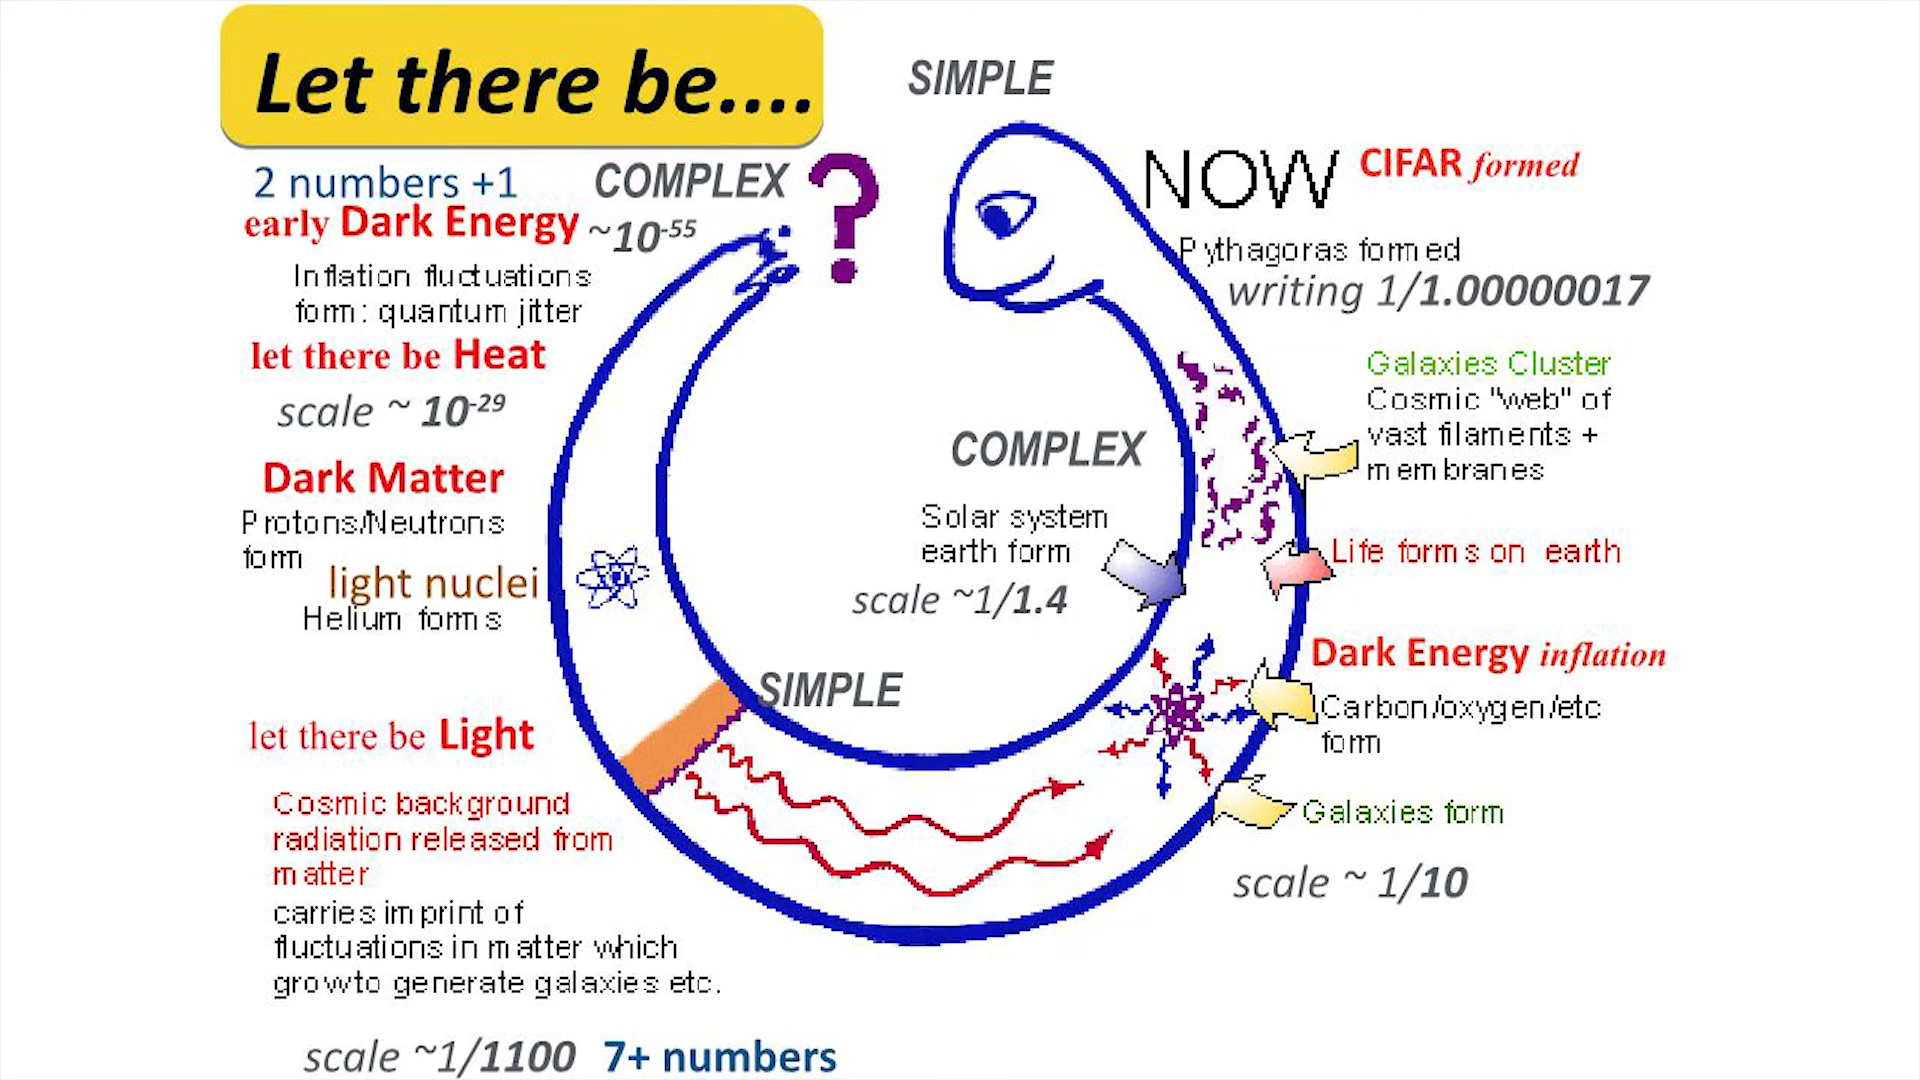 Let there be....
SIMPLE
2 numbers +1
COMPLEX
?
early Dark Energy ~10-55
Inflation fluctuations
form: quantum jitter
let there be Heat
scale ~ 10-29
Dark Matter
Protons/Neutrons
form
light nuclei
Helium forms
let there be Light
Cosmic background
radiation released from
matter
carries imprint of
fluctuations in matter which
grow to generate galaxies etc.
scale ~1/1100 7+ numbers
SIMPLE
COMPLEX
Solar system
earth form
scale ~1/1.4
NOW
CIFAR formed
Pythagoras formed
writing 1/1.00000017
Galaxies Cluster
Cosmic "web" of
vast filaments +
membranes
Life forms on earth
Dark Energy inflation
Carbon/oxygen/etc
form
Galaxies form
scale ~ 1/10